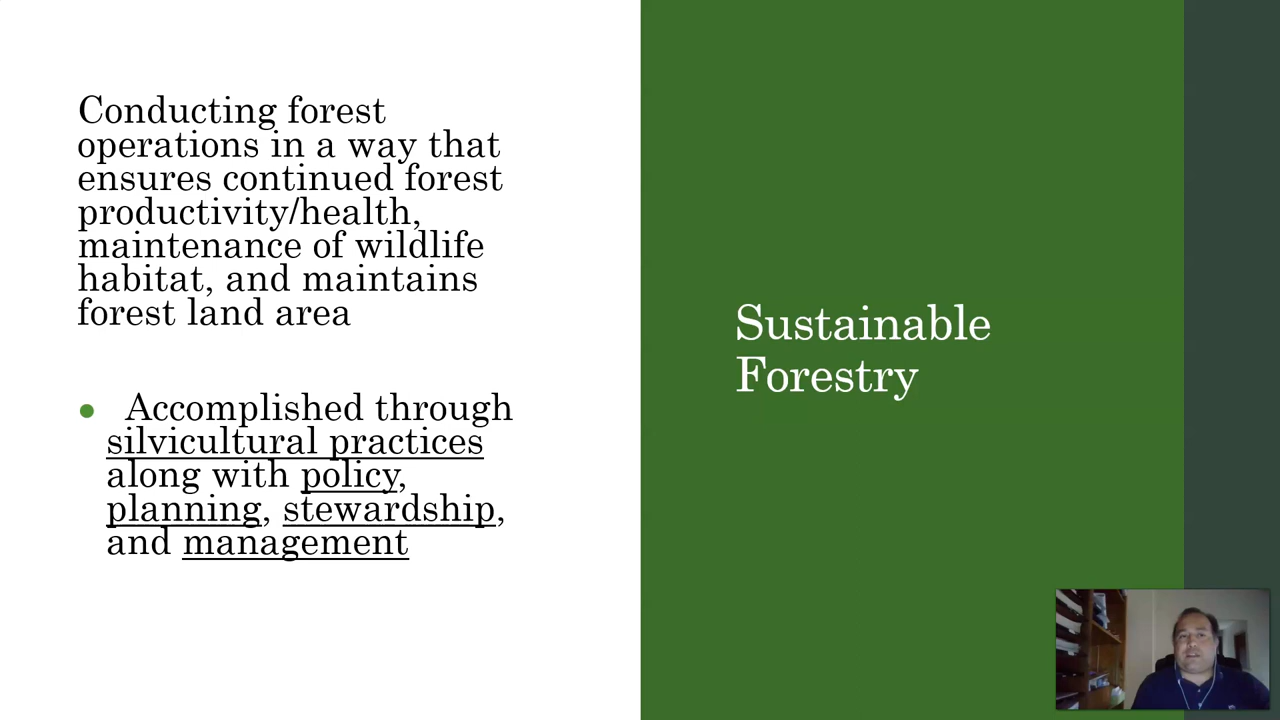 Conducting forest
operations in a way that
ensures continued forest
productivity/health,
maintenance of wildlife
habitat, and maintains
forest land area
● Accomplished through
silvicultural practices
along with policy,
planning, stewardship,
and management
Sustainable
Forestry